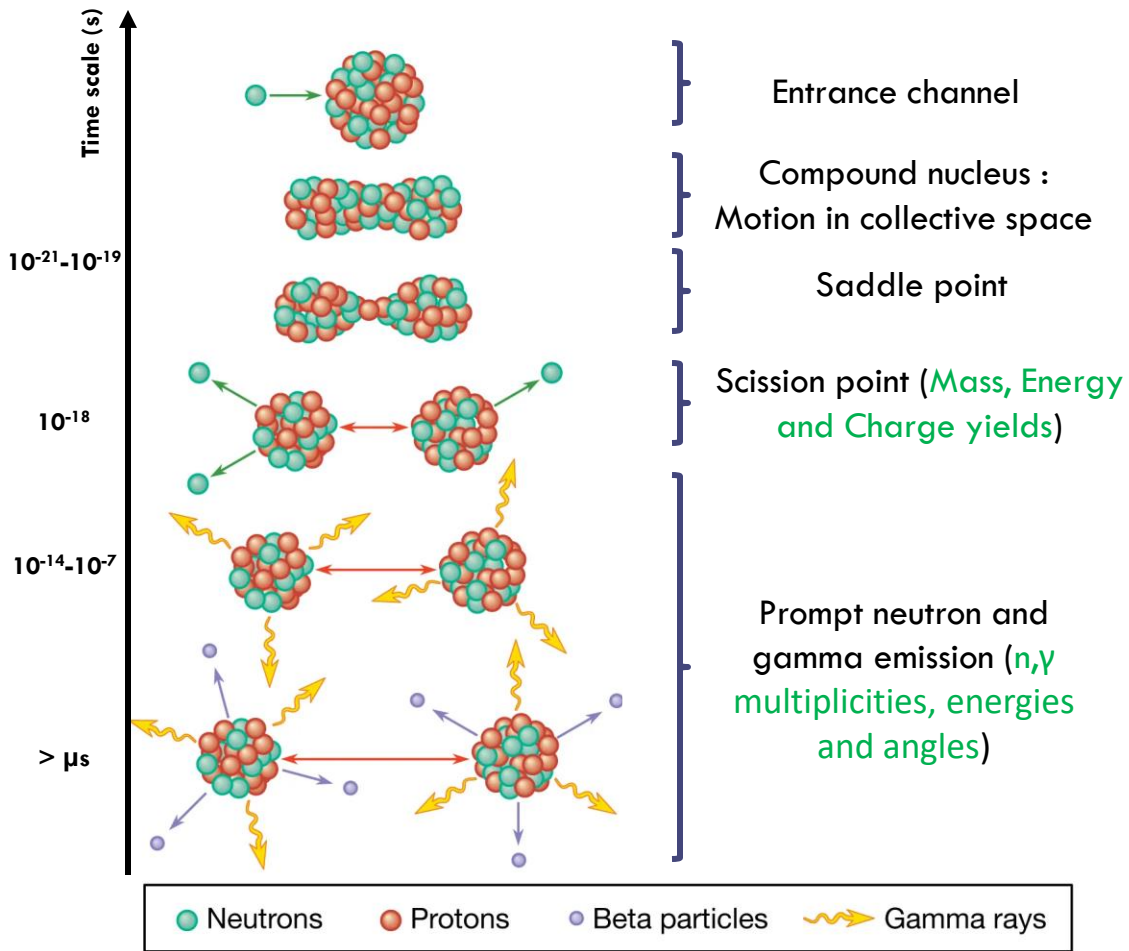 Time scale (s)
Entrance channel
Compound nucleus :
Motion in collective space
10⁻²¹-10⁻¹⁹
Saddle point
Scission point (Mass, Energy
and Charge yields)
10⁻¹⁸
10⁻¹⁴-10⁻⁷
Prompt neutron and
gamma emission (n,γ
multiplicities, energies
and angles)
> μs
Neutrons
Protons
Beta particles
Gamma rays